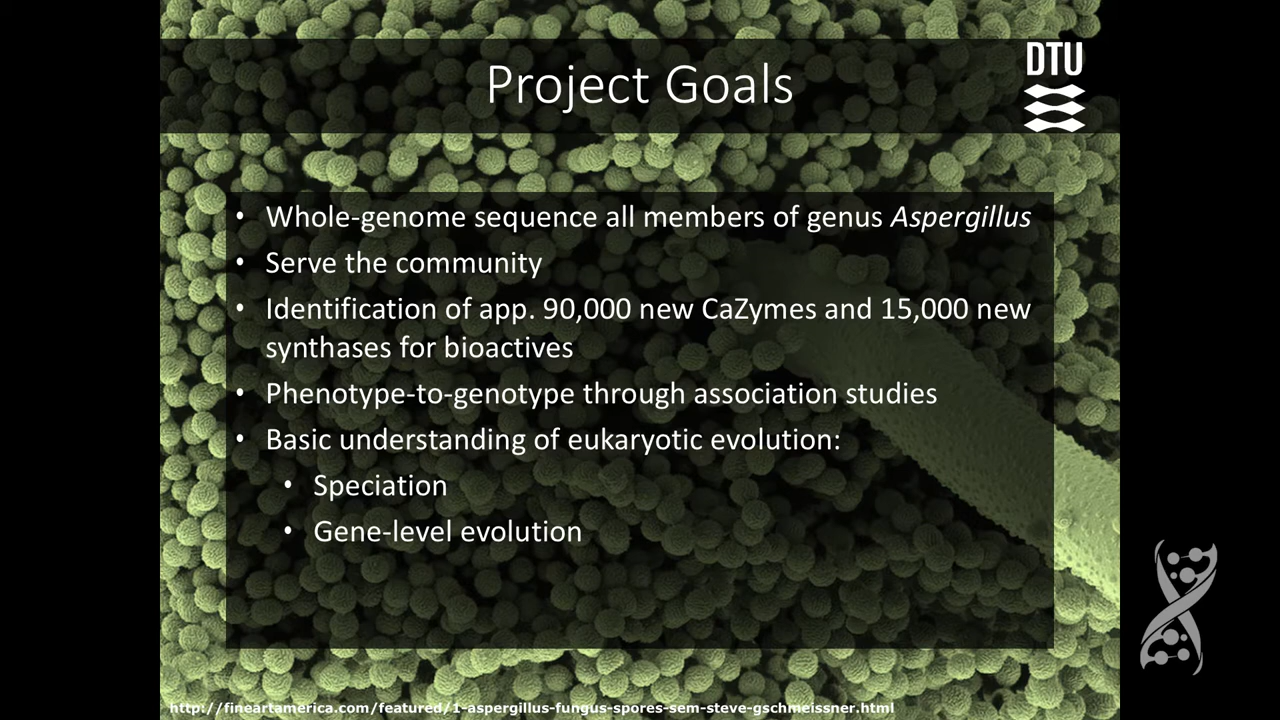 DTU
Project Goals
• Whole-genome sequence all members of genus Aspergillus
• Serve the community
• Identification of app. 90,000 new CaZymes and 15,000 new
synthases for bioactives
• Phenotype-to-genotype through association studies
• Basic understanding of eukaryotic evolution:
• Speciation
• Gene-level evolution
http://fineartamerica.com/featured/1-aspergillus-fungus-spores-sem-steve-gschmeissner.html